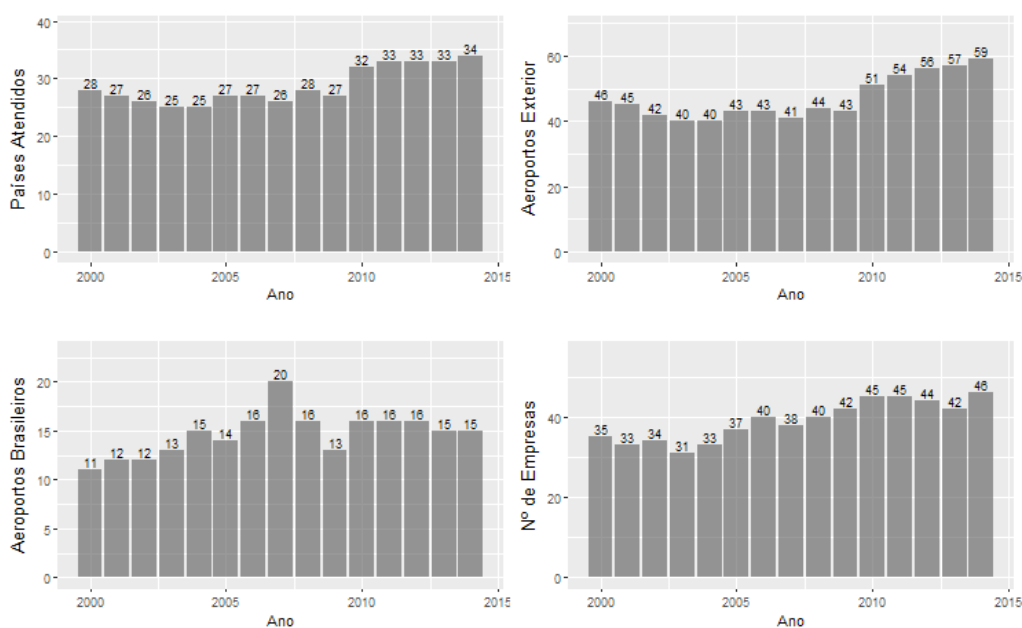 Países Atendidos
40
30
20
10
0
28 27 26 25 25 27 27 26 28 27 32 33 33 33 34
2000 2005 2010 2015
Ano
Aeroportos Exterior
60
40
20
0
46 45 42 40 40 43 43 41 44 43 51 54 56 57 59
2000 2005 2010 2015
Ano
Aeroportos Brasileiros
20
15
10
5
0
11 12 12 13 15 14 16 20 16 13 16 16 16 15 15
2000 2005 2010 2015
Ano
Nº de Empresas
40
20
0
35 33 34 31 33 37 40 38 40 42 45 45 44 42 46
2000 2005 2010 2015
Ano